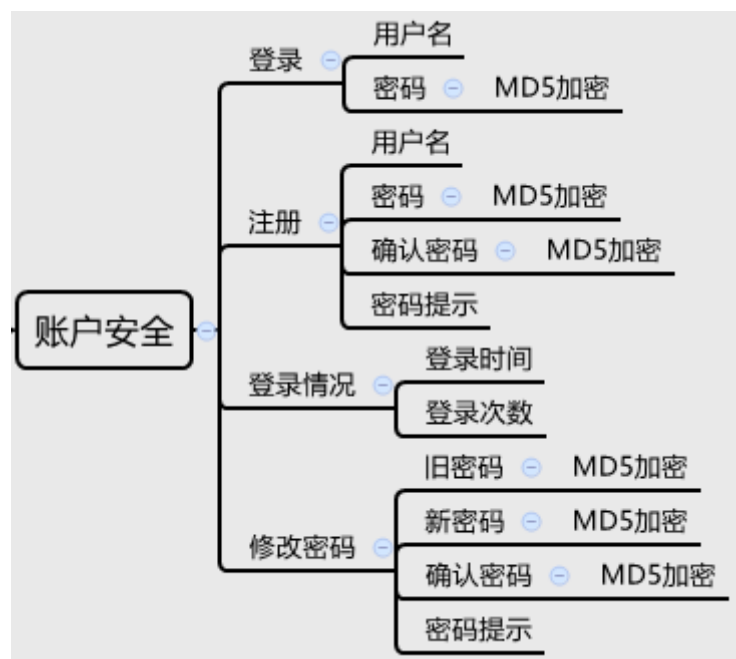 账户安全
登录
用户名
密码 MD5加密
注册
用户名
密码 MD5加密
确认密码 MD5加密
密码提示
登录情况
登录时间
登录次数
修改密码
旧密码 MD5加密
新密码 MD5加密
确认密码 MD5加密
密码提示